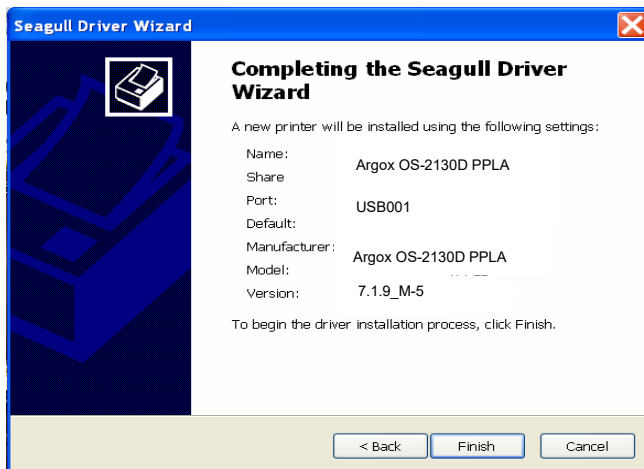 Seagull Driver Wizard
Completing the Seagull Driver
Wizard
A new printer will be installed using the following settings:
Name:
Argox OS-2130D PPLA
Share
Port:
USB001
Default:
Manufacturer:
Argox OS-2130D PPLA
Model:
Version:
7.1.9_M-5
To begin the driver installation process, click Finish.
< Back
Finish
Cancel